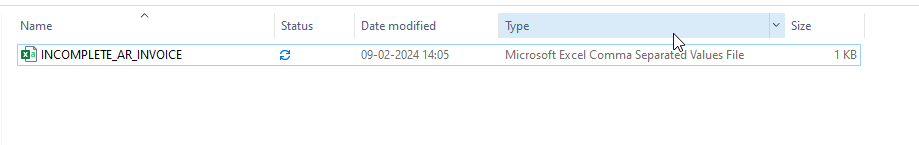 Name Status Date modified Type Size
INCOMPLETE_AR_INVOICE 09-02-2024 14:05 Microsoft Excel Comma Separated Values File 1 KB